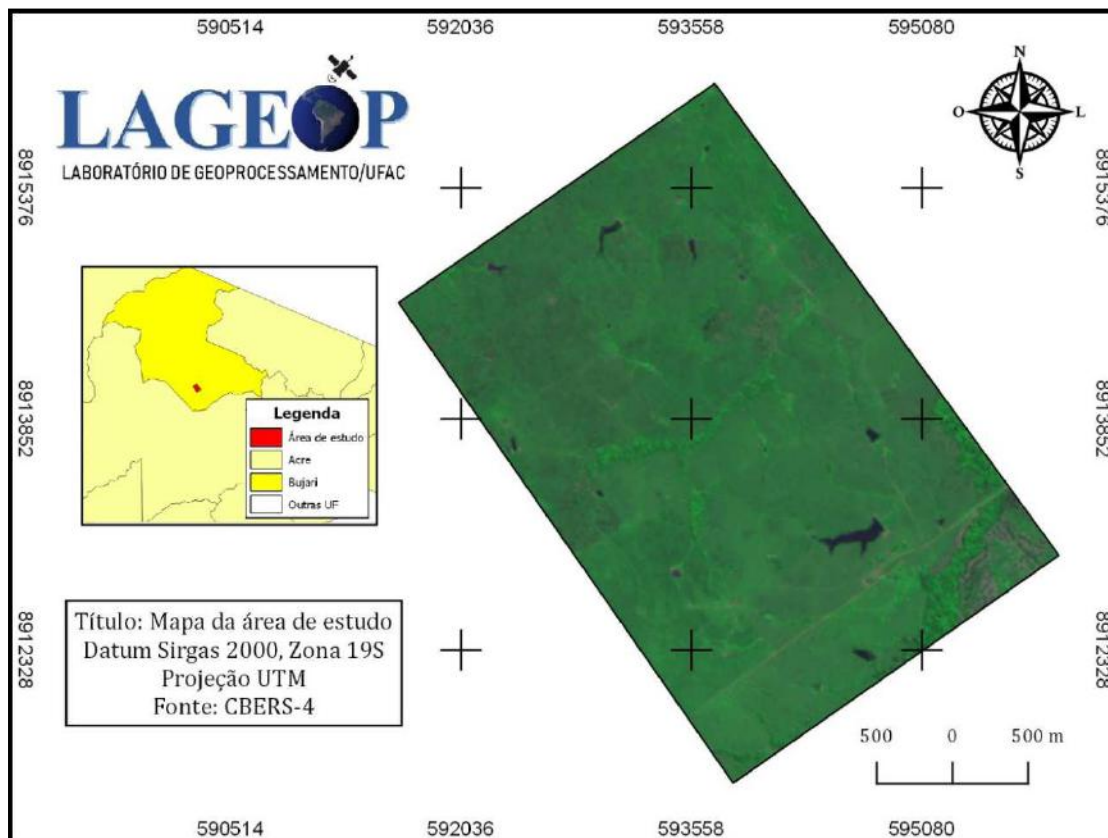 590514 592036 593558 595080
LAGEOP
LABORATÓRIO DE GEOPROCESSAMENTO/UFAC
N
O L
S
8915376 8915376
8913852 8913852
Legenda
Área de estudo
Acre
Bujari
Outras UF
8912328 8912328
Título: Mapa da área de estudo
Datum Sirgas 2000, Zona 19S
Projeção UTM
Fonte: CBERS-4
500 0 500 m
590514 592036 593558 595080